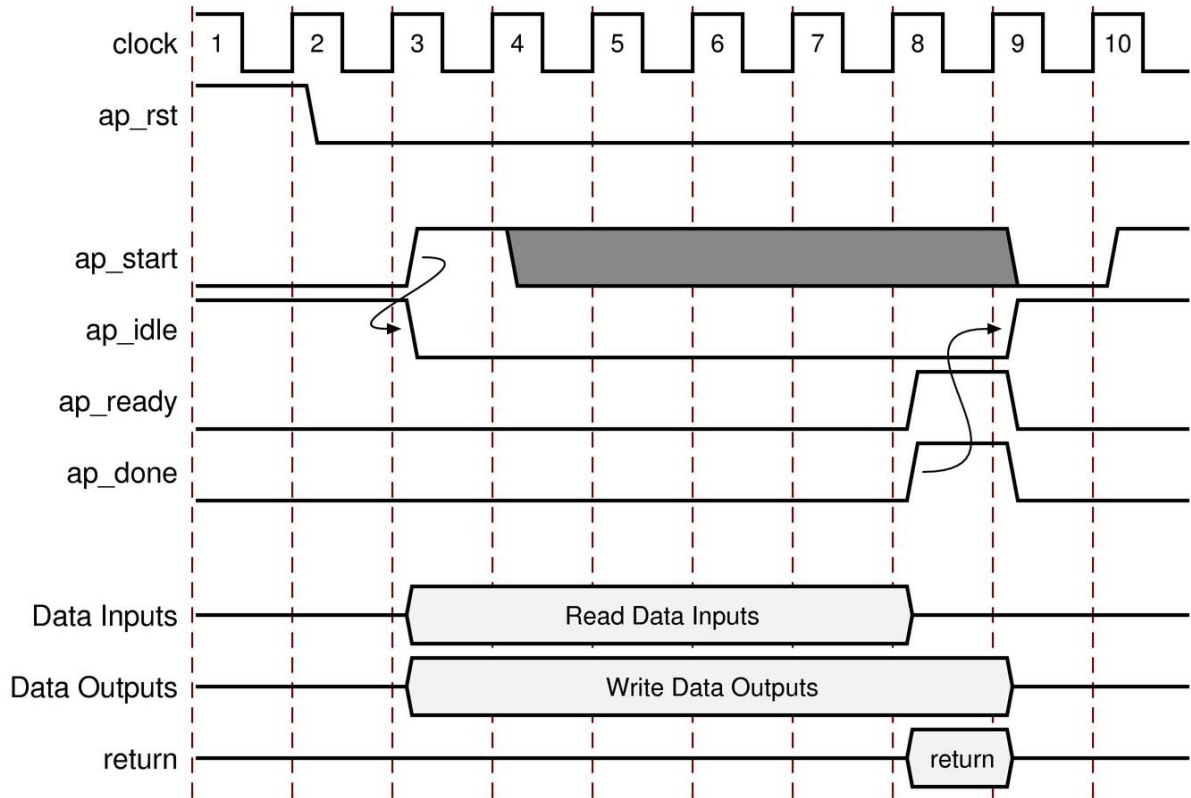 clock 1 2 3 4 5 6 7 8 9 10
ap_rst
ap_start
ap_idle
ap_ready
ap_done
Data Inputs Read Data Inputs
Data Outputs Write Data Outputs
return return